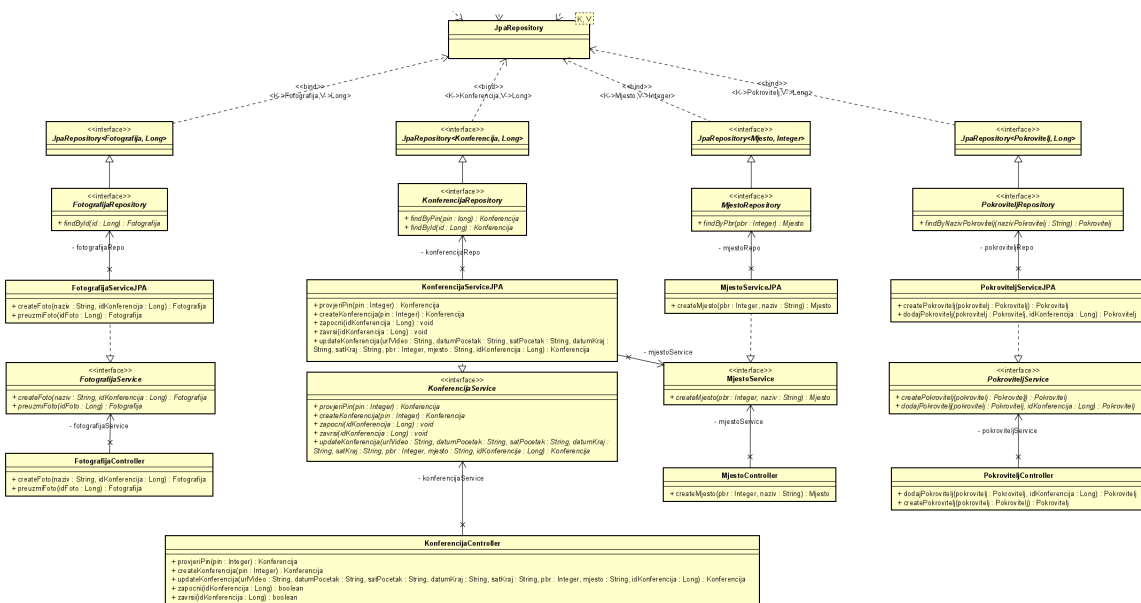 K, V
JpaRepository
<<bind>>
<K->Fotografija,V->Long>
<<bind>>
<K->Konferencija,V->Long>
<<bind>>
<K->Mjesto,V->Integer>
<<bind>>
<K->Pokrovitelj,V->Long>
<<interface>>
JpaRepository<Fotografija, Long>
<<interface>>
JpaRepository<Konferencija, Long>
<<interface>>
JpaRepository<Mjesto, Integer>
<<interface>>
JpaRepository<Pokrovitelj, Long>
<<interface>>
FotografijaRepository
+ findById(id : Long) : Fotografija
<<interface>>
KonferencijaRepository
+ findByPin(pin : long) : Konferencija
+ findById(id : Long) : Konferencija
<<interface>>
MjestoRepository
+ findByPbr(pbr : Integer) : Mjesto
<<interface>>
PokroviteljRepository
+ findByNazivPokrovitelj(nazivPokrovitelj : String) : Pokrovitelj
- fotografijaRepo
- konferencijaRepo
- mjestoRepo
- pokroviteljRepo
FotografijaServiceJPA
+ createFoto(naziv : String, idKonferencija : Long) : Fotografija
+ preuzmiFoto(idFoto : Long) : Fotografija
KonferencijaServiceJPA
+ provjeriPin(pin : Integer) : Konferencija
+ createKonferencija(pin : Integer) : Konferencija
+ zapocni(idKonferencija : Long) : void
+ zavrsi(idKonferencija : Long) : void
+ updateKonferencija(urlVideo : String, datumPocetak : String, satPocetak : String, datumKraj :
String, satKraj : String, pbr : Integer, mjesto : String, idKonferencija : Long) : Konferencija
MjestoServiceJPA
+ createMjesto(pbr : Integer, naziv : String) : Mjesto
PokroviteljServiceJPA
+ createPokrovitelj(pokrovitelj : Pokrovitelj) : Pokrovitelj
+ dodajPokrovitelj(pokrovitelj : Pokrovitelj, idKonferencija : Long) : Pokrovitelj
- mjestoService
<<interface>>
FotografijaService
+ createFoto(naziv : String, idKonferencija : Long) : Fotografija
+ preuzmiFoto(idFoto : Long) : Fotografija
<<interface>>
KonferencijaService
+ provjeriPin(pin : Integer) : Konferencija
+ createKonferencija(pin : Integer) : Konferencija
+ zapocni(idKonferencija : Long) : void
+ zavrsi(idKonferencija : Long) : void
+ updateKonferencija(urlVideo : String, datumPocetak : String, satPocetak : String, datumKraj :
String, satKraj : String, pbr : Integer, mjesto : String, idKonferencija : Long) : Konferencija
<<interface>>
MjestoService
+ createMjesto(pbr : Integer, naziv : String) : Mjesto
<<interface>>
PokroviteljService
+ createPokrovitelj(pokrovitelj : Pokrovitelj) : Pokrovitelj
+ dodajPokrovitelj(pokrovitelj : Pokrovitelj, idKonferencija : Long) : Pokrovitelj
- fotografijaService
- mjestoService
- pokroviteljService
FotografijaController
+ createFoto(naziv : String, idKonferencija : Long) : Fotografija
+ preuzmiFoto(idFoto : Long) : Fotografija
- konferencijaService
MjestoController
+ createMjesto(pbr : Integer, naziv : String) : Mjesto
PokroviteljController
+ dodajPokrovitelj(pokrovitelj : Pokrovitelj, idKonferencija : Long) : Pokrovitelj
+ createPokrovitelj(pokrovitelj : Pokrovitelj) : Pokrovitelj
KonferencijaController
+ provjeriPin(pin : Integer) : Konferencija
+ createKonferencija(pin : Integer) : Konferencija
+ updateKonferencija(urlVideo : String, datumPocetak : String, satPocetak : String, datumKraj : String, satKraj : String, pbr : Integer, mjesto : String, idKonferencija : Long) : Konferencija
+ zapocni(idKonferencija : Long) : boolean
+ zavrsi(idKonferencija : Long) : boolean